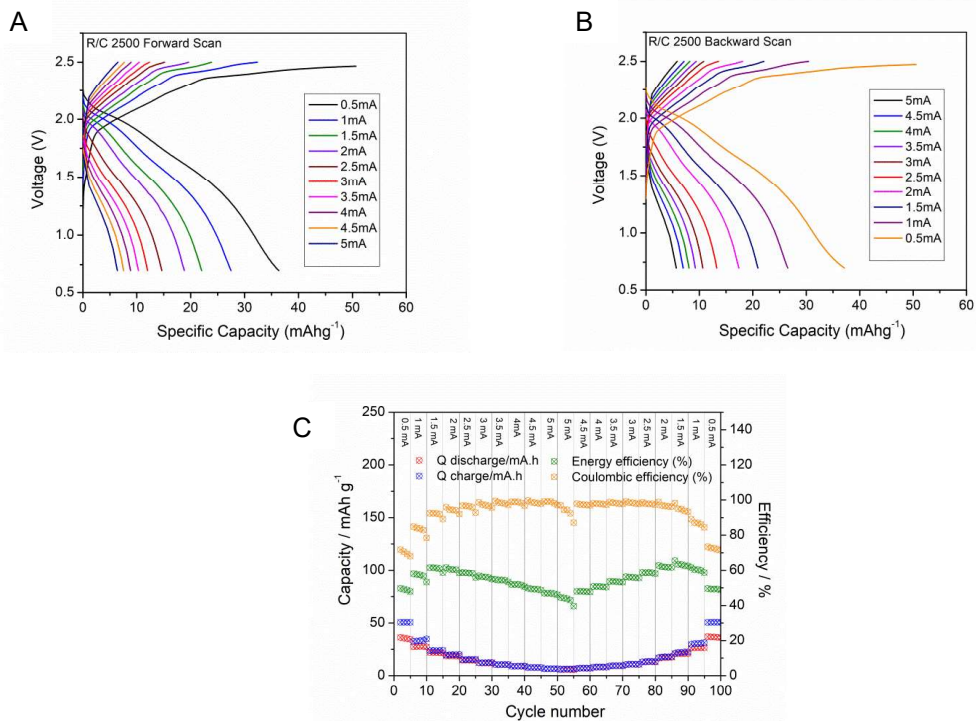 A
R/C 2500 Forward Scan
2.5
2.0
1.5
1.0
0.5
Voltage (V)
0.5mA
1mA
1.5mA
2mA
2.5mA
3mA
3.5mA
4mA
4.5mA
5mA
0 10 20 30 40 50 60
Specific Capacity (mAhg⁻¹)
B
R/C 2500 Backward Scan
2.5
2.0
1.5
1.0
0.5
Voltage (V)
5mA
4.5mA
4mA
3.5mA
3mA
2.5mA
2mA
1.5mA
1mA
0.5mA
0 10 20 30 40 50 60
Specific Capacity (mAhg⁻¹)
C
250
200
150
100
50
0
Capacity / mAh g⁻¹
0.5 mA 1 mA 1.5 mA 2 mA 2.5 mA 3 mA 3.5 mA 4mA 4.5 mA 5 mA 5 mA 4.5 mA 4 mA 3.5 mA 3 mA 2.5 mA 2 mA 1.5 mA 1 mA 0.5 mA
Q discharge/mA.h
Q charge/mA.h
Energy efficiency (%)
Coulombic efficiency (%)
140
120
100
80
60
40
20
0
Efficiency / %
0 10 20 30 40 50 60 70 80 90 100
Cycle number